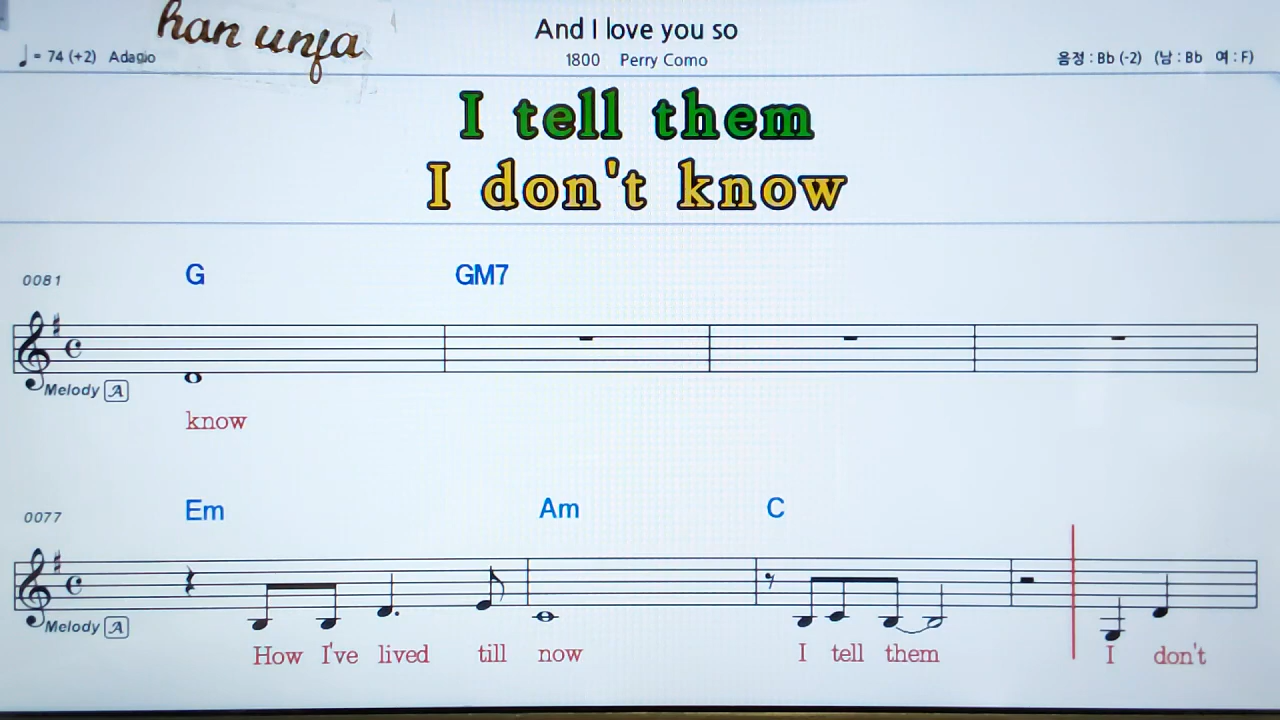 han unja
And I love you so
♩ = 74 (+2) Adagio
1800 Perry Como
음정 : Bb (-2) (남 : Bb 여 : F)
I tell them
I don't know
0081
G GM7
Melody A
know
0077
Em Am C
Melody A
How I've lived till now I tell them I don't